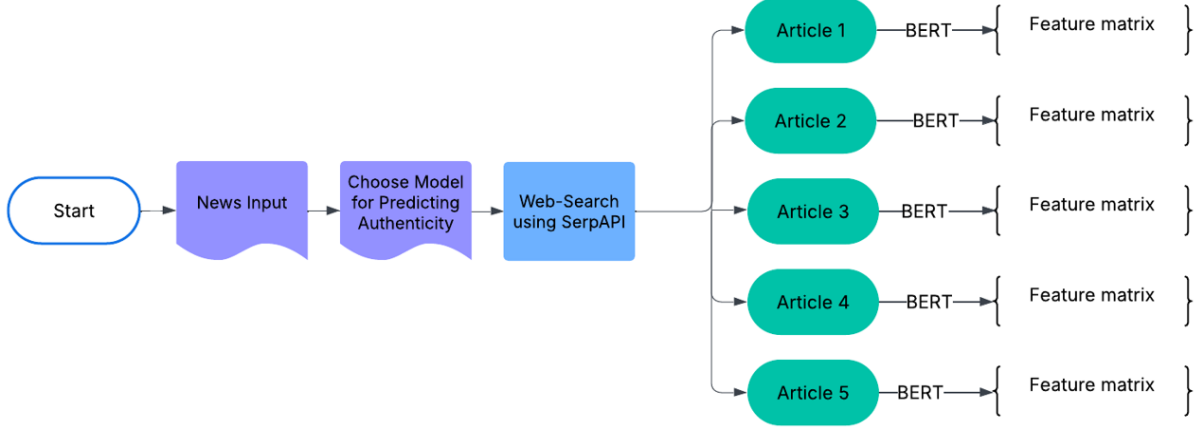 Start
News Input
Choose Model
for Predicting
Authenticity
Web-Search
using SerpAPI
Article 1
BERT
Feature matrix
Article 2
BERT
Feature matrix
Article 3
BERT
Feature matrix
Article 4
BERT
Feature matrix
Article 5
BERT
Feature matrix